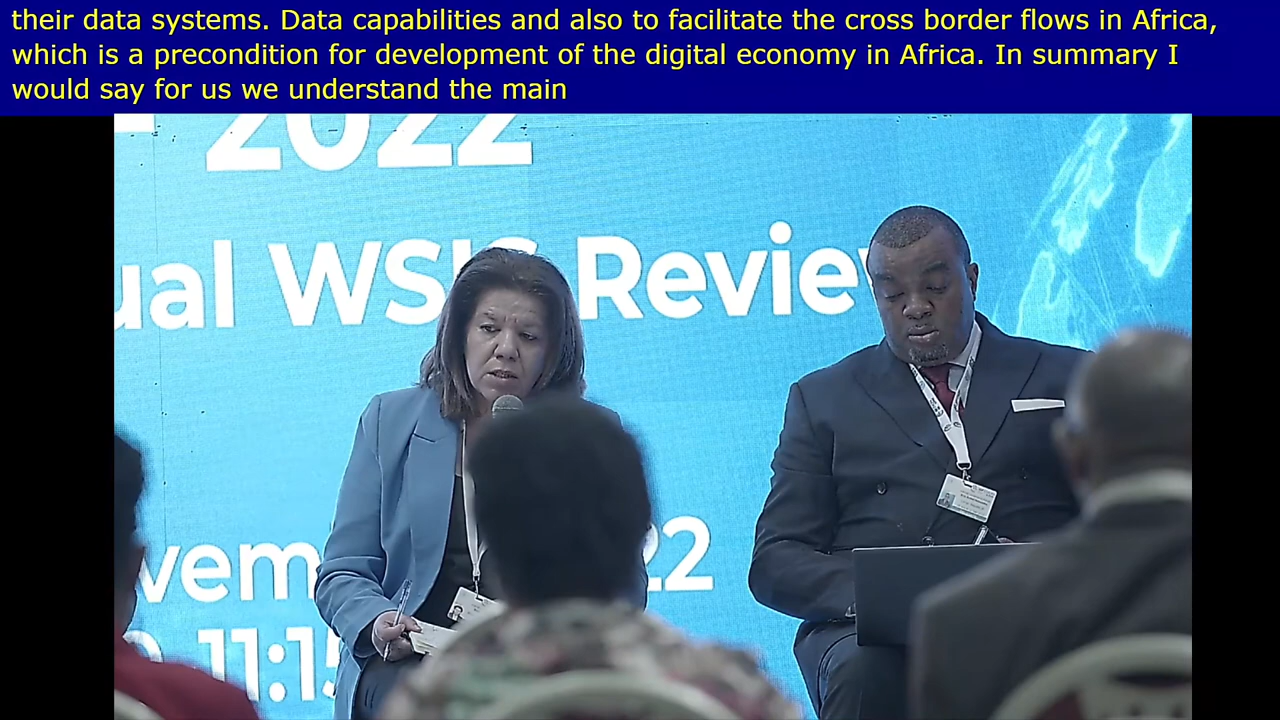 their data systems. Data capabilities and also to facilitate the cross border flows in Africa,
which is a precondition for development of the digital economy in Africa. In summary I
would say for us we understand the main
2022
ual WSIS Review
vem 22
11:15